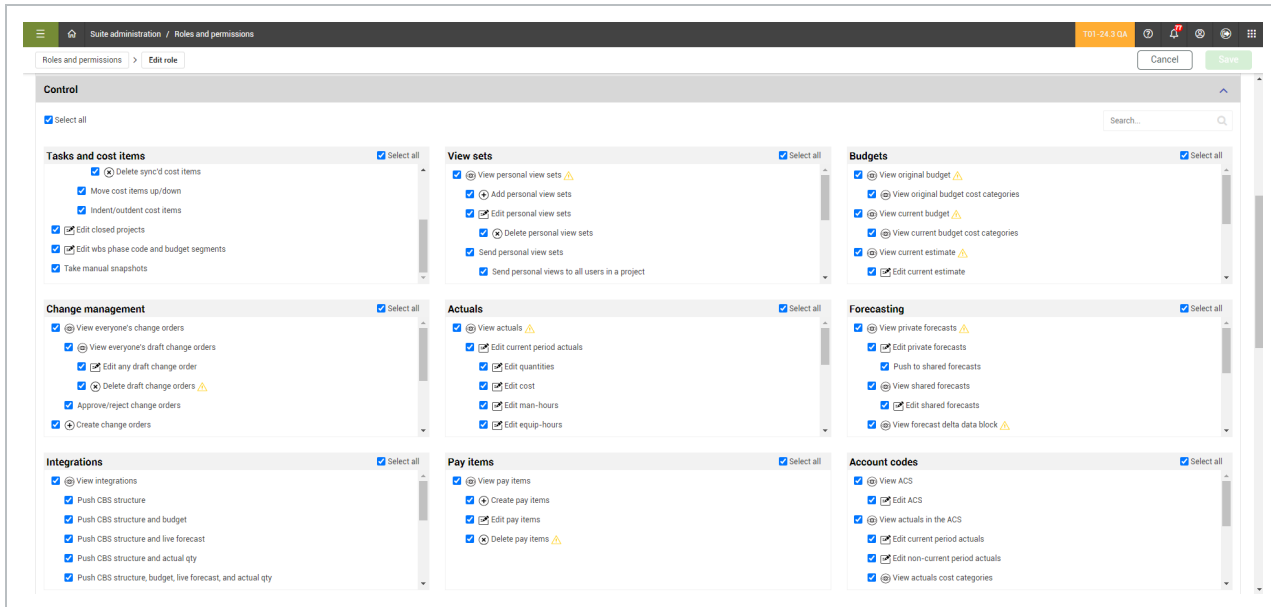 Suite administration / Roles and permissions
T01-24.3 QA
77
Roles and permissions > Edit role
Cancel
Save
Control
Select all
Search...
Tasks and cost items
Select all
Delete sync'd cost items
Move cost items up/down
Indent/outdent cost items
Edit closed projects
Edit wbs phase code and budget segments
Take manual snapshots
View sets
Select all
View personal view sets
Add personal view sets
Edit personal view sets
Delete personal view sets
Send personal view sets
Send personal views to all users in a project
Budgets
Select all
View original budget
View original budget cost categories
View current budget
View current budget cost categories
View current estimate
Edit current estimate
Change management
Select all
View everyone's change orders
View everyone's draft change orders
Edit any draft change order
Delete draft change orders
Approve/reject change orders
Create change orders
Actuals
Select all
View actuals
Edit current period actuals
Edit quantities
Edit cost
Edit man-hours
Edit equip-hours
Forecasting
Select all
View private forecasts
Edit private forecasts
Push to shared forecasts
View shared forecasts
Edit shared forecasts
View forecast delta data block
Integrations
Select all
View integrations
Push CBS structure
Push CBS structure and budget
Push CBS structure and live forecast
Push CBS structure and actual qty
Push CBS structure, budget, live forecast, and actual qty
Pay items
Select all
View pay items
Create pay items
Edit pay items
Delete pay items
Account codes
Select all
View ACS
Edit ACS
View actuals in the ACS
Edit current period actuals
Edit non-current period actuals
View actuals cost categories